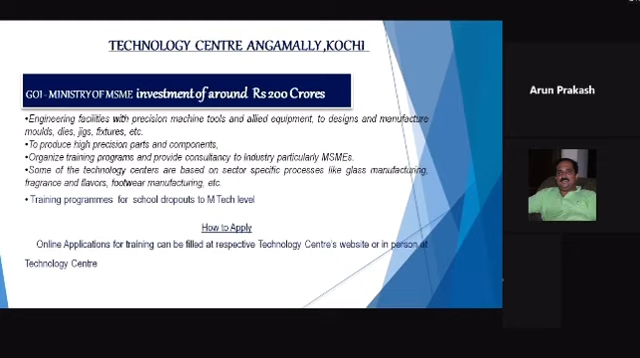 TECHNOLOGY CENTRE ANGAMALLY ,KOCHI
GOI - MINISTRY OF MSME investment of around Rs 200 Crores
•Engineering facilities with precision machine tools and allied equipment, to designs and manufacture
moulds, dies, jigs, fixtures, etc.
•To produce high precision parts and components,
•Organize training programs and provide consultancy to Industry particularly MSMEs.
•Some of the technology centers are based on sector specific processes like glass manufacturing,
fragrance and flavors, footwear manufacturing, etc.
• Training programmes for school dropouts to M Tech level
How to Apply
Online Applications for training can be filled at respective Technology Centre's website or in person at
Technology Centre
Arun Prakash